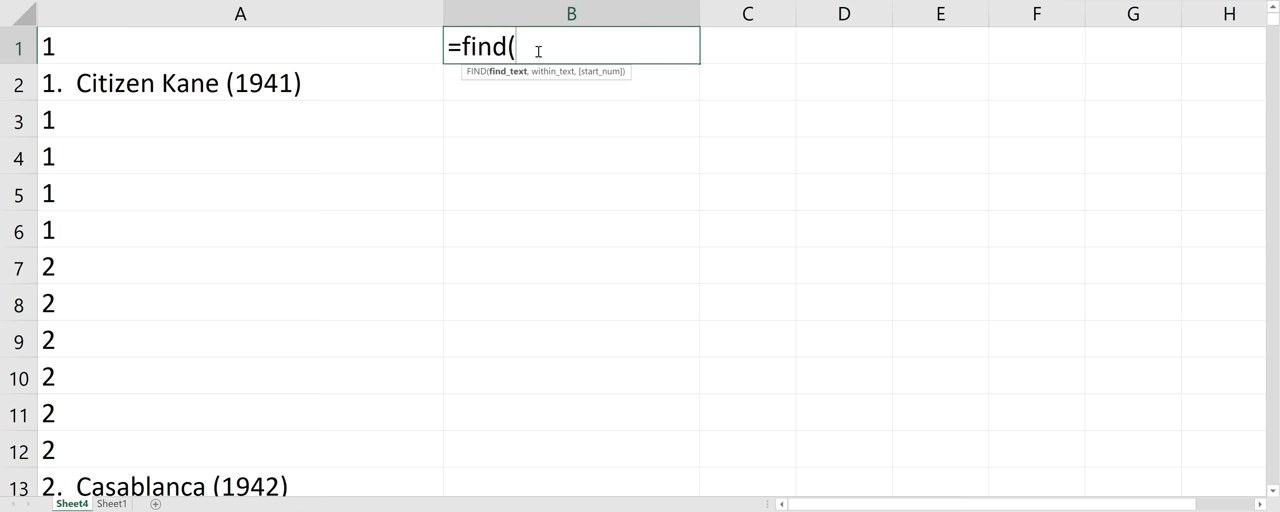 A B C D E F G H
1 1 =find(
FIND(find_text, within_text, [start_num])
2 1. Citizen Kane (1941)
3 1
4 1
5 1
6 1
7 2
8 2
9 2
10 2
11 2
12 2
13 2. Casablanca (1942)
Sheet4 Sheet1